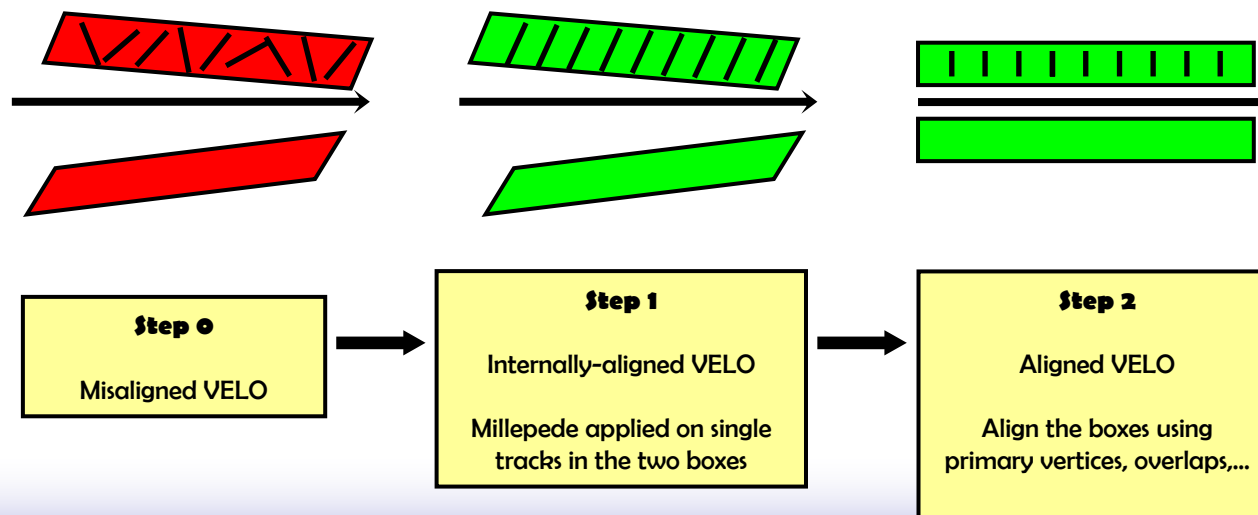 Step 0
Misaligned VELO
Step 1
Internally-aligned VELO
Millepede applied on single
tracks in the two boxes
Step 2
Aligned VELO
Align the boxes using
primary vertices, overlaps,...